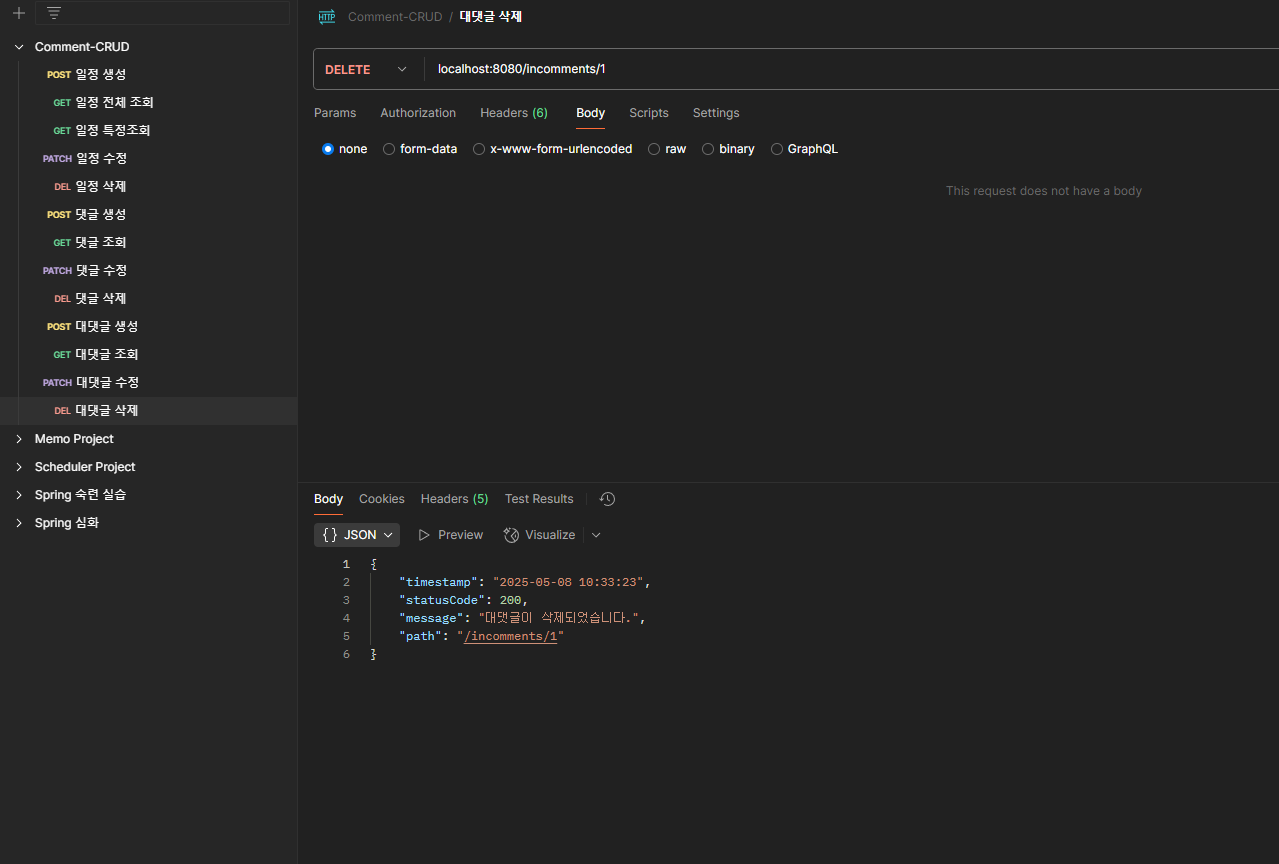 Comment-CRUD
POST 일정 생성
GET 일정 전체 조회
GET 일정 특정조회
PATCH 일정 수정
DEL 일정 삭제
POST 댓글 생성
GET 댓글 조회
PATCH 댓글 수정
DEL 댓글 삭제
POST 대댓글 생성
GET 대댓글 조회
PATCH 대댓글 수정
DEL 대댓글 삭제
Memo Project
Scheduler Project
Spring 숙련 실습
Spring 심화
HTTP Comment-CRUD / 대댓글 삭제
DELETE localhost:8080/incomments/1
Params Authorization Headers (6) Body Scripts Settings
none form-data x-www-form-urlencoded raw binary GraphQL
This request does not have a body
Body Cookies Headers (5) Test Results
{} JSON Preview Visualize
1 {
2 "timestamp": "2025-05-08 10:33:23",
3 "statusCode": 200,
4 "message": "대댓글이 삭제되었습니다.",
5 "path": "/incomments/1"
6 }